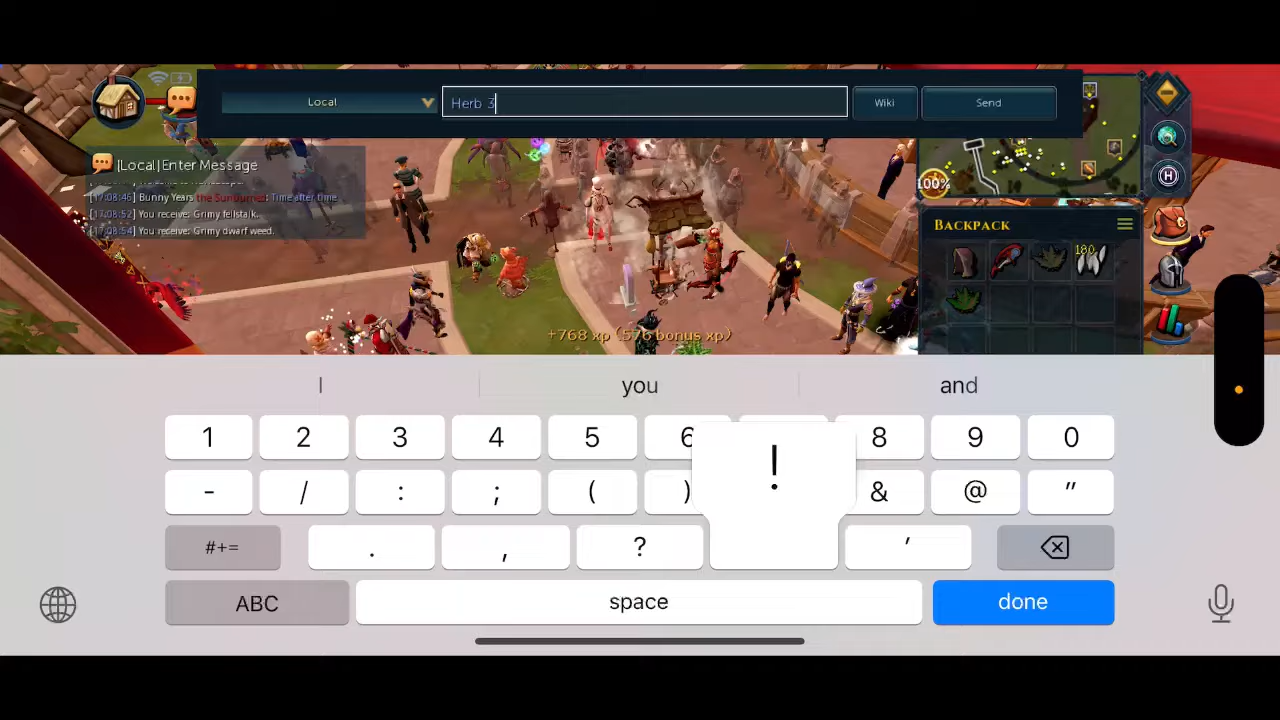 Local
Herb 3
Wiki
Send
[Local]Enter Message
[17:08:46] Bunny Years the Sunburned: Time after time.
[17:08:52] You receive: Grimy fellstalk.
[17:08:54] You receive: Grimy dwarf weed.
100%
H
BACKPACK
180
+768 xp (576 bonus xp)
I
you
and
1 2 3 4 5 6 8 9 0
- / : ; ( ) & @ "
!
#+= . , ? '
ABC
space
done